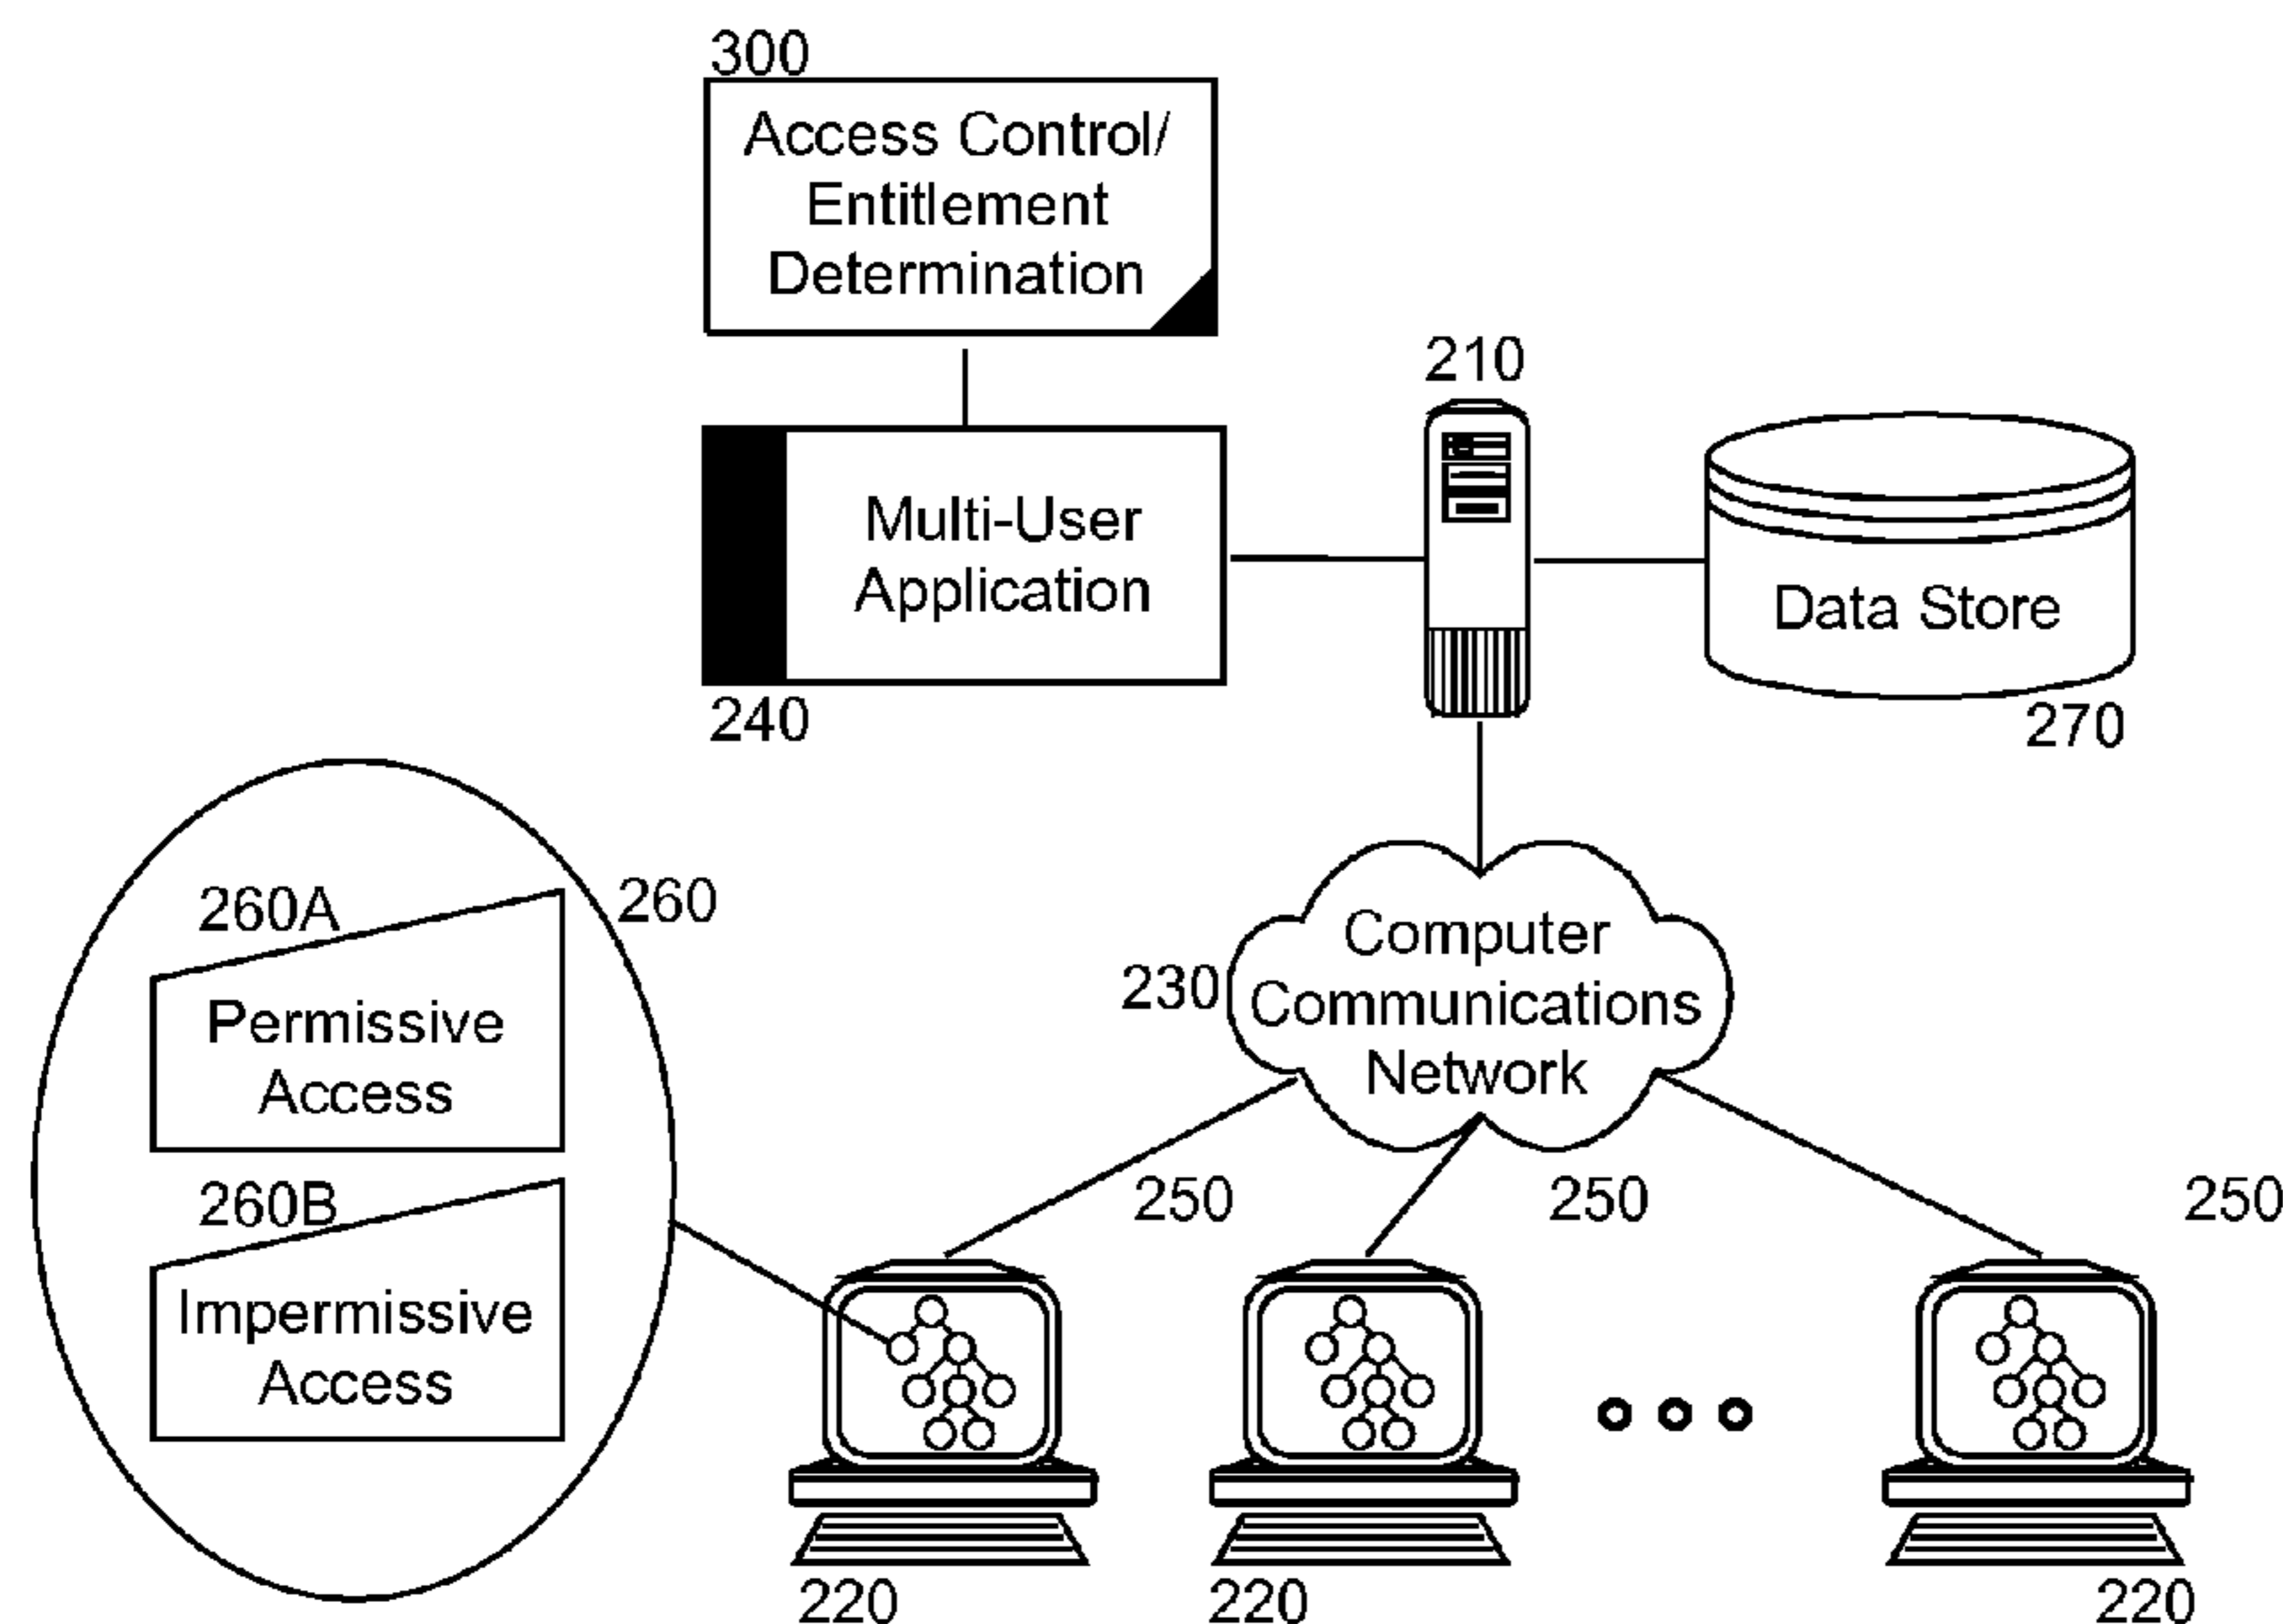 300
Access Control/
Entitlement
Determination
210
Multi-User
Application
Data Store
240
270
260A
260
Permissive
Access
260B
Impermissive
Access
Computer
230
Communications
Network
250
250
250
220
220
220